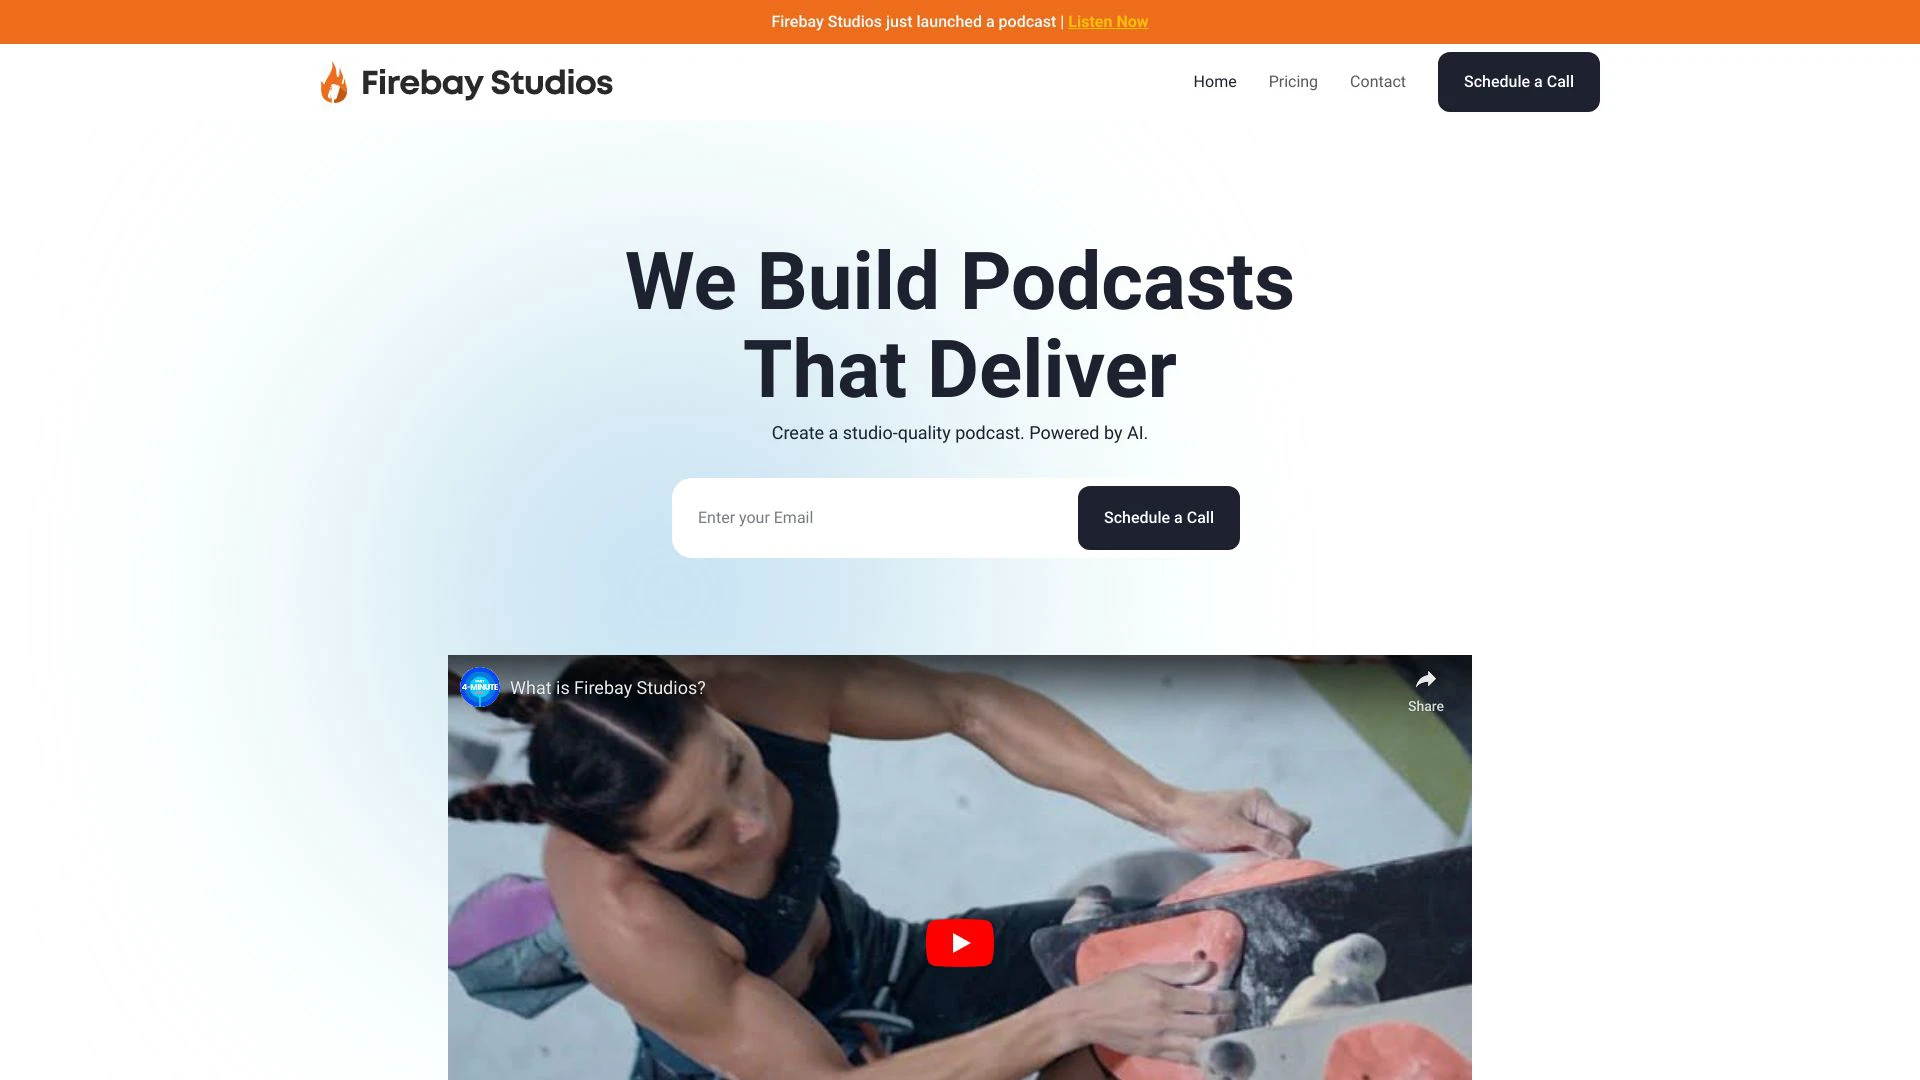 Firebay Studios just launched a podcast | Listen Now
Firebay Studios
Home
Pricing
Contact
Schedule a Call
We Build Podcasts
That Deliver
Create a studio-quality podcast. Powered by AI.
Enter your Email
Schedule a Call
4-MINUTE
What is Firebay Studios?
Share